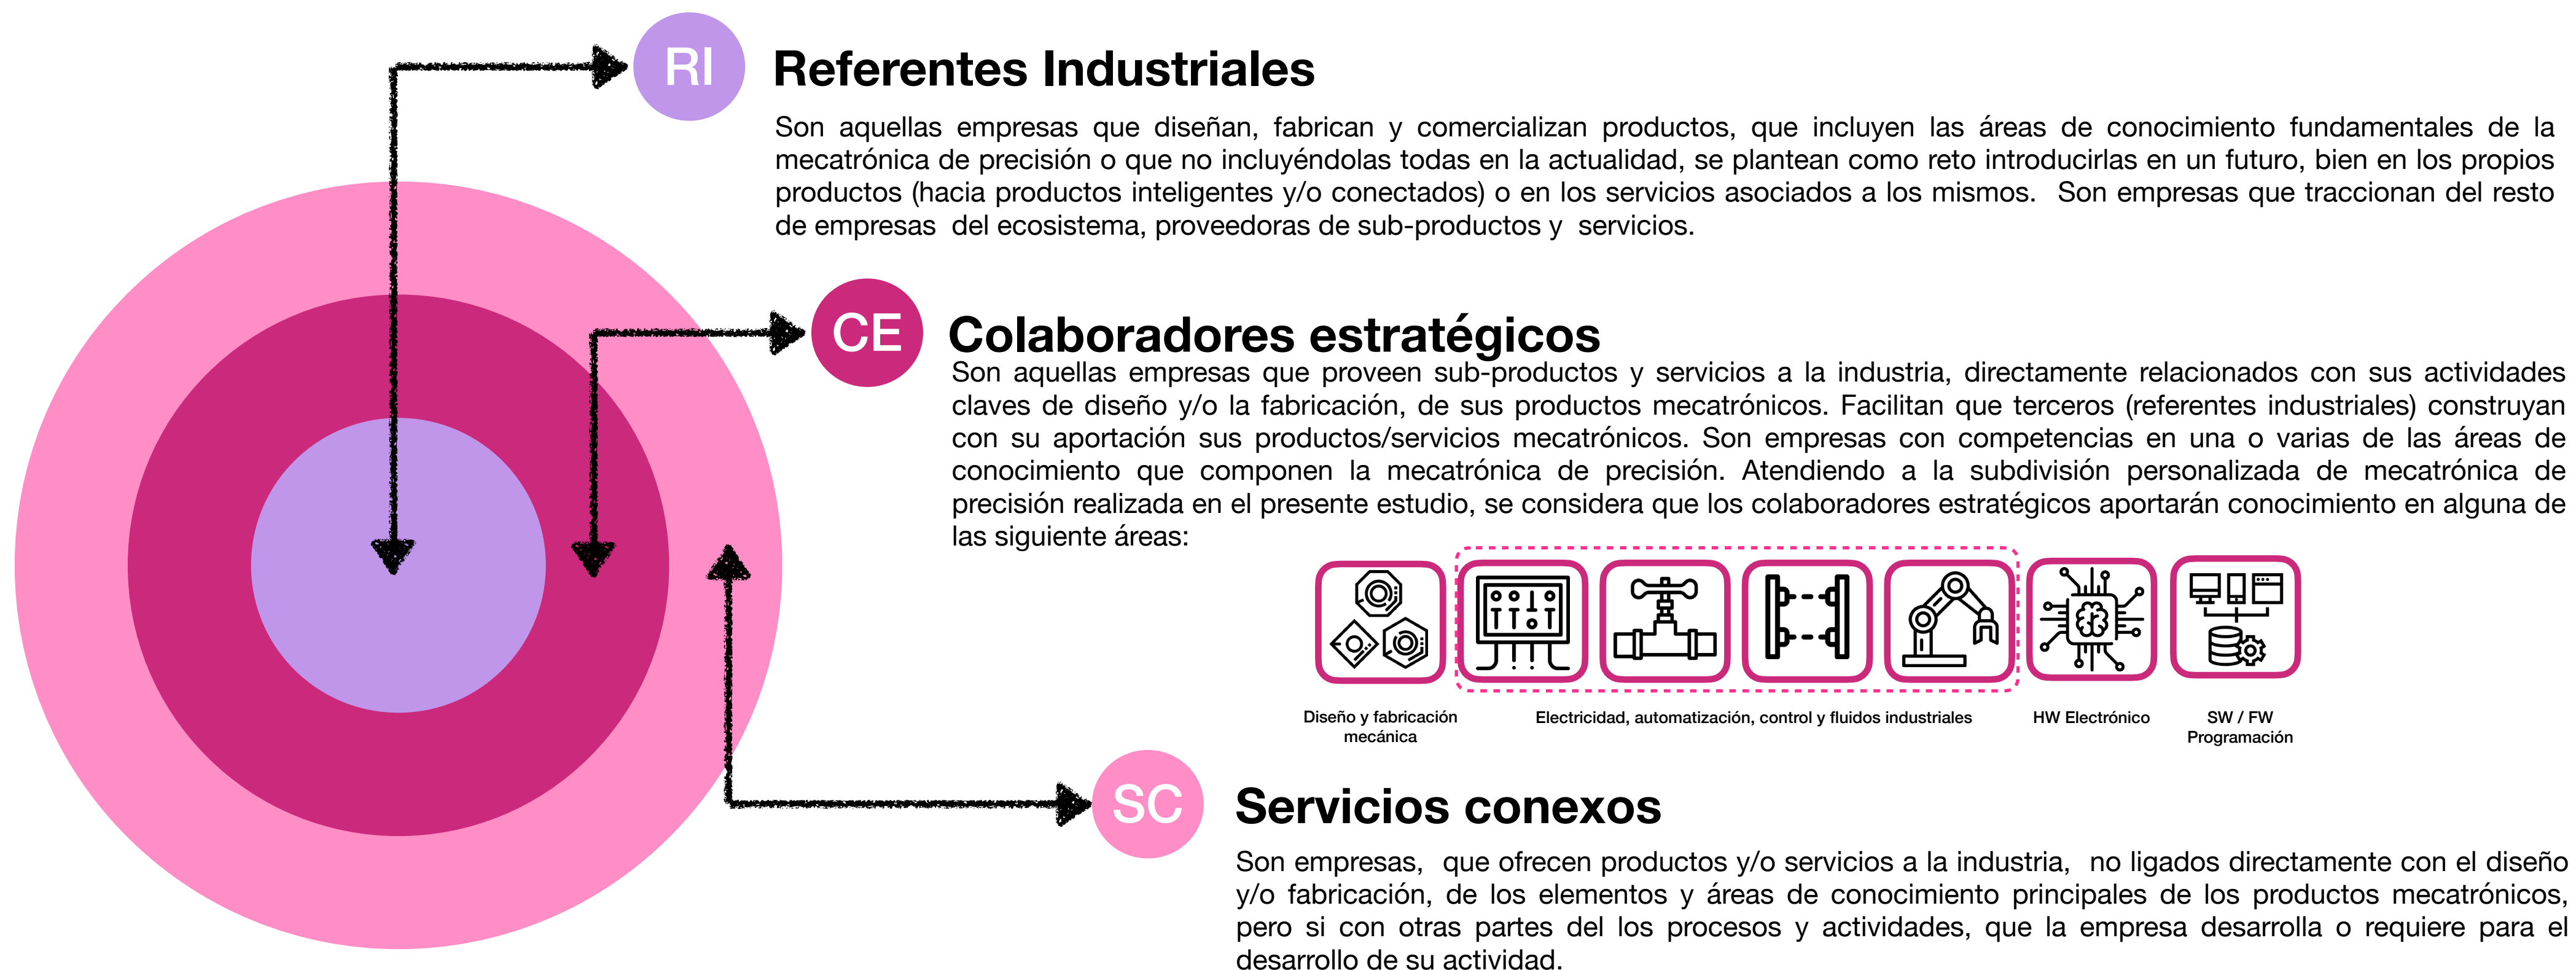 RI
Referentes Industriales
Son aquellas empresas que diseñan, fabrican y comercializan productos, que incluyen las áreas de conocimiento fundamentales de la
mecatrónica de precisión o que no incluyéndolas todas en la actualidad, se plantean como reto introducirlas en un futuro, bien en los propios
productos (hacia productos inteligentes y/o conectados) o en los servicios asociados a los mismos. Son empresas que traccionan del resto
de empresas del ecosistema, proveedoras de sub-productos y servicios.
CE
Colaboradores estratégicos
Son aquellas empresas que proveen sub-productos y servicios a la industria, directamente relacionados con sus actividades
claves de diseño y/o la fabricación, de sus productos mecatrónicos. Facilitan que terceros (referentes industriales) construyan
con su aportación sus productos/servicios mecatrónicos. Son empresas con competencias en una o varias de las áreas de
conocimiento que componen la mecatrónica de precisión. Atendiendo a la subdivisión personalizada de mecatrónica de
precisión realizada en el presente estudio, se considera que los colaboradores estratégicos aportarán conocimiento en alguna de
las siguiente áreas:
Diseño y fabricación
mecánica
Electricidad, automatización, control y fluidos industriales
HW Electrónico
SW / FW
Programación
SC
Servicios conexos
Son empresas, que ofrecen productos y/o servicios a la industria, no ligados directamente con el diseño
y/o fabricación, de los elementos y áreas de conocimiento principales de los productos mecatrónicos,
pero si con otras partes del los procesos y actividades, que la empresa desarrolla o requiere para el
desarrollo de su actividad.